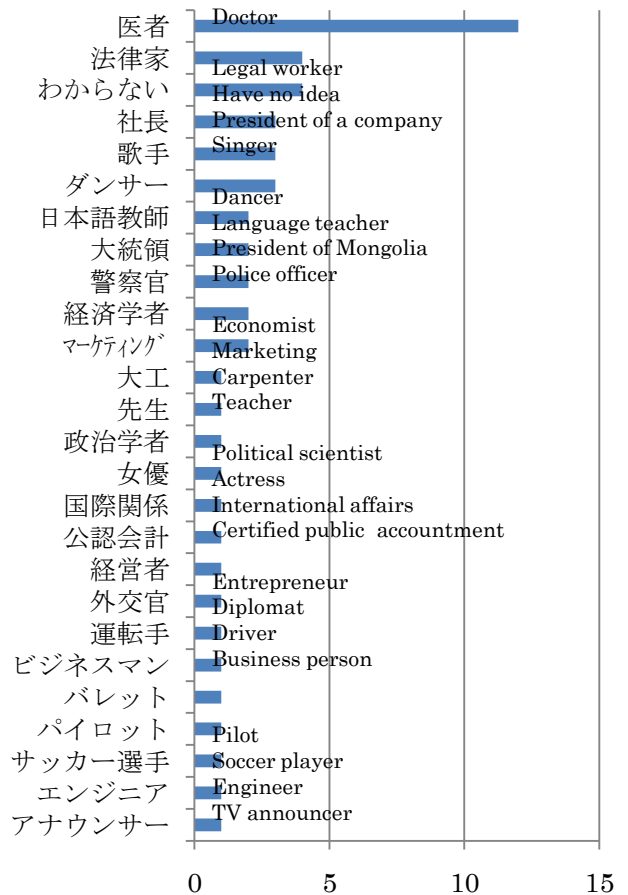 医者 Doctor
法律家 Legal worker
わからない Have no idea
社長 President of a company
歌手 Singer
ダンサー Dancer
日本語教師 Language teacher
大統領 President of Mongolia
警察官 Police officer
経済学者 Economist
マーケティング Marketing
大工 Carpenter
先生 Teacher
政治学者 Political scientist
女優 Actress
国際関係 International affairs
公認会計 Certified public accountment
経営者 Entrepreneur
外交官 Diplomat
運転手 Driver
ビジネスマン Business person
バレット
パイロット Pilot
サッカー選手 Soccer player
エンジニア Engineer
アナウンサー TV announcer
0 5 10 15